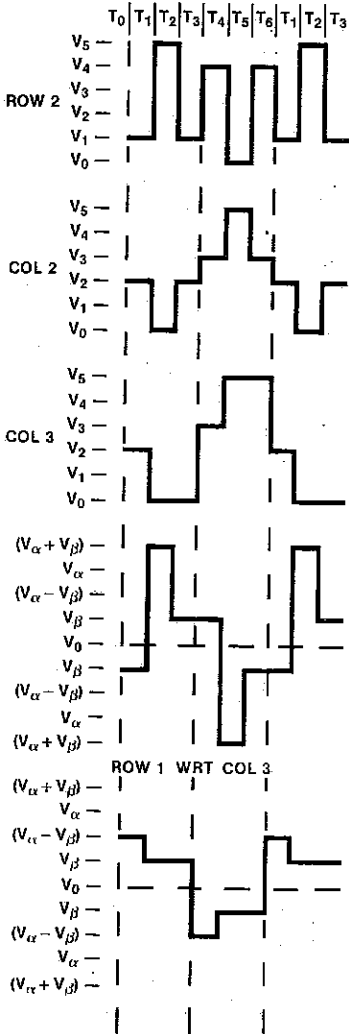 T₀ T₁ T₂ T₃ T₄ T₅ T₆ T₁ T₂ T₃
V₅
V₄
V₃
ROW 2
V₂
V₁
V₀
V₅
V₄
COL 2
V₃
V₂
V₁
V₀
V₅
V₄
COL 3
V₃
V₂
V₁
V₀
(Vα + Vβ)
Vα
(Vα − Vβ)
Vβ
V₀
Vβ
(Vα − Vβ)
Vα
(Vα + Vβ)
ROW 1 WRT COL 3
(Vα + Vβ)
Vα
(Vα − Vβ)
Vβ
V₀
Vβ
(Vα − Vβ)
Vα
(Vα + Vβ)